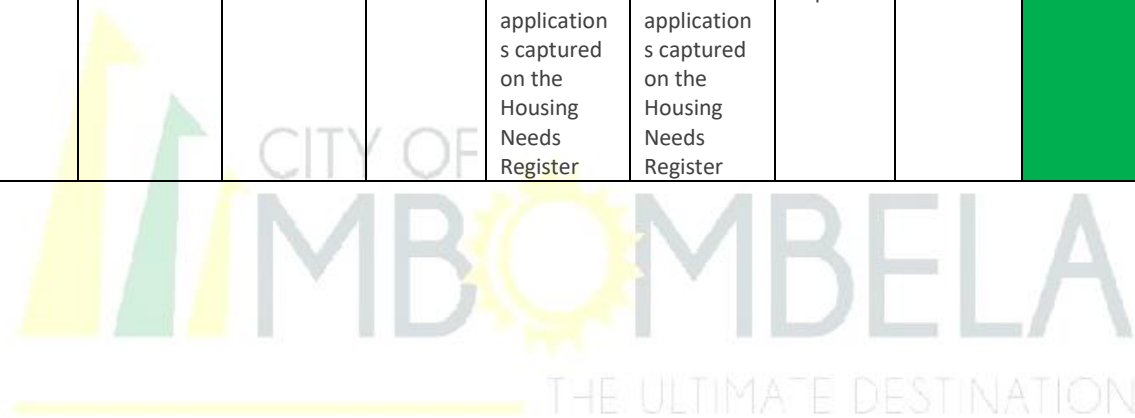 application
s captured
on the
Housing
Needs
Register
application
s captured
on the
Housing
Needs
Register
CITY OF
MBOMBELA
THE ULTIMATE DESTINATION